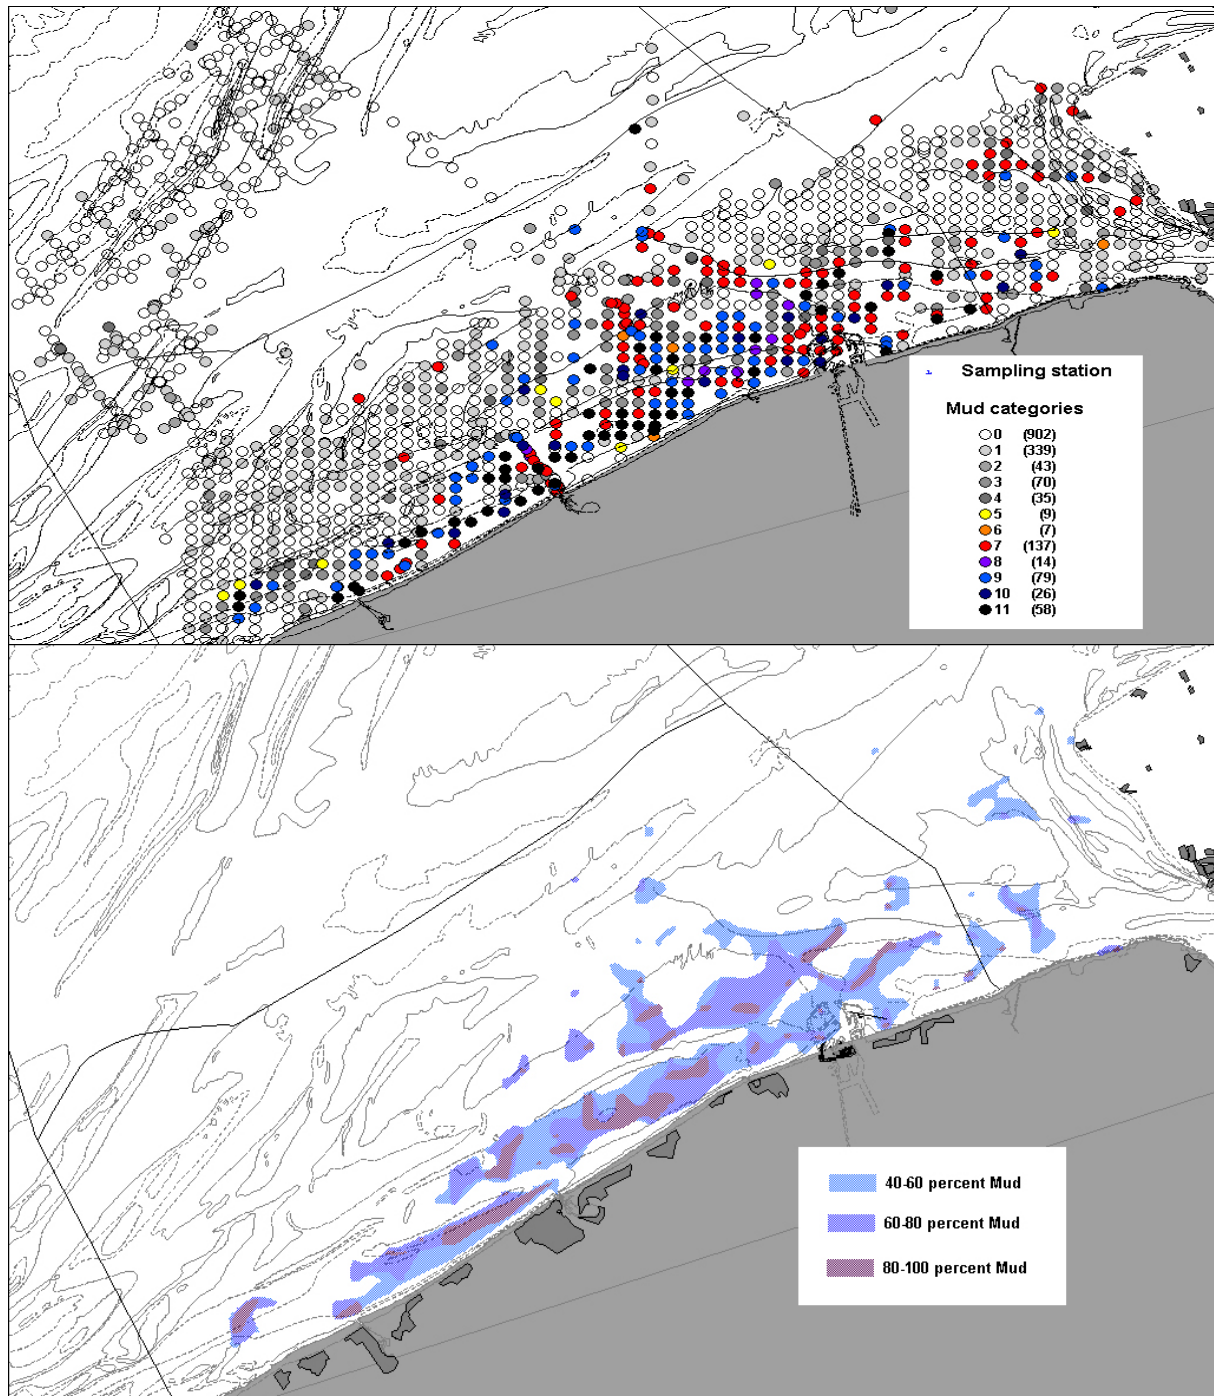 Sampling station
Mud categories
0 (902)
1 (339)
2 (43)
3 (70)
4 (35)
5 (9)
6 (7)
7 (137)
8 (14)
9 (79)
10 (26)
11 (58)
40-60 percent Mud
60-80 percent Mud
80-100 percent Mud